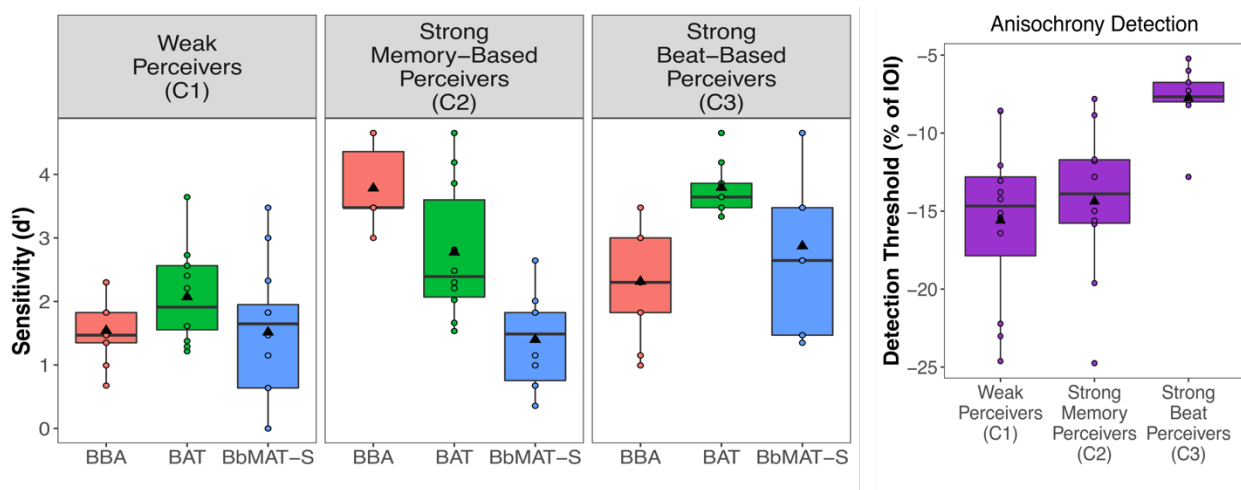 Weak
Perceivers
(C1)
Strong
Memory−Based
Perceivers
(C2)
Strong
Beat−Based
Perceivers
(C3)
Sensitivity (d')
4
3
2
1
0
BBA
BAT
BbMAT−S
BBA
BAT
BbMAT−S
BBA
BAT
BbMAT−S
Anisochrony Detection
Detection Threshold (% of IOI)
−5
−10
−15
−20
−25
Weak
Perceivers
(C1)
Strong
Memory
Perceivers
(C2)
Strong
Beat
Perceivers
(C3)